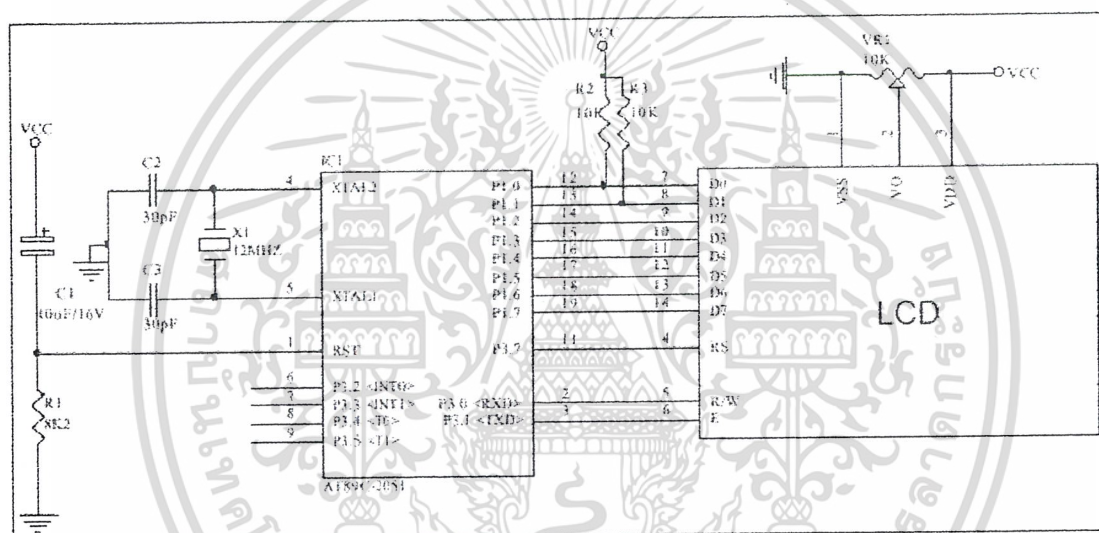 VCC
C1
10uF/16V
R1
8K2
C2
30pF
C3
30pF
X1
12MHZ
IC1
4 XTAL2
5 XTAL1
1 RST
6 P3.2 <INT0>
7 P3.3 <INT1>
8 P3.4 <T0>
9 P3.5 <T1>
AT89C2051
VCC
R2 R3
10K 10K
P1.0 12 7 D0
P1.1 13 8 D1
P1.2 14 9 D2
P1.3 15 10 D3
P1.4 16 11 D4
P1.5 17 12 D5
P1.6 18 13 D6
P1.7 19 14 D7
P3.7 11 4 RS
P3.0 <RXD> 2 5 R/W
P3.1 <TXD> 3 6 E
10K
VCC
1 2 3
VSS VO VDD
LCD